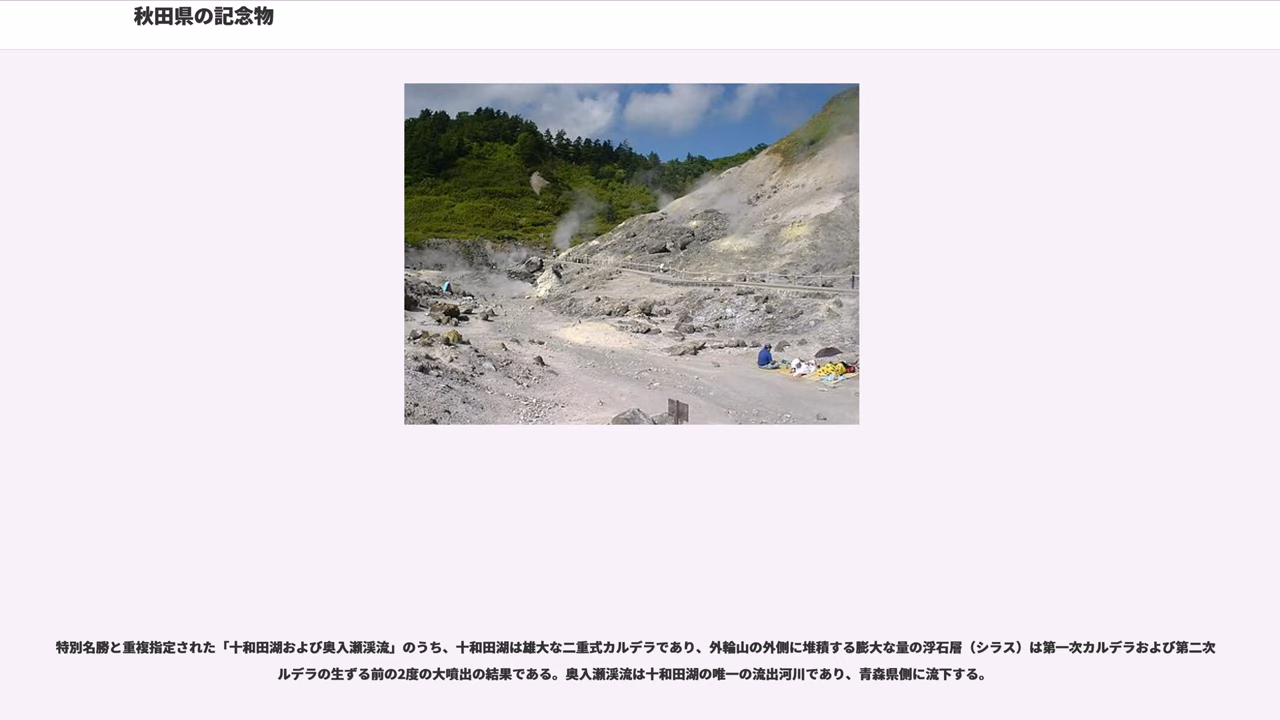 秋田県の記念物
特別名勝と重複指定された「十和田湖および奥入瀬渓流」のうち、十和田湖は雄大な二重式カルデラであり、外輪山の外側に堆積する膨大な量の浮石層（シラス）は第一次カルデラおよび第二次
ルデラの生ずる前の2度の大噴出の結果である。奥入瀬渓流は十和田湖の唯一の流出河川であり、青森県側に流下する。